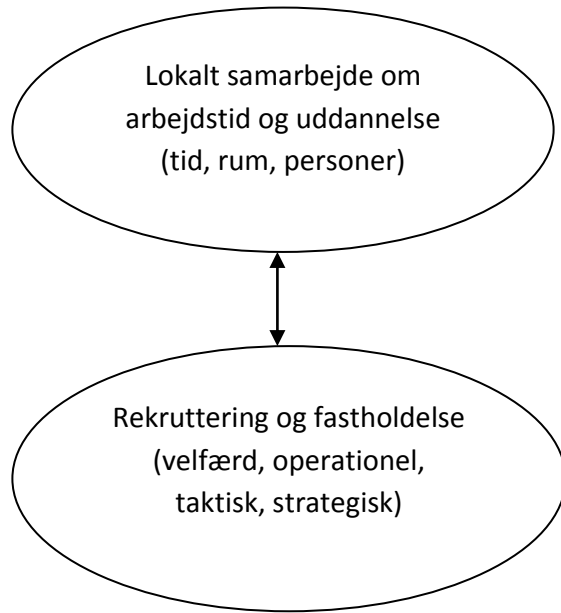 Lokalt samarbejde om
arbejdstid og uddannelse
(tid, rum, personer)
Rekruttering og fastholdelse
(velfærd, operationel,
taktisk, strategisk)